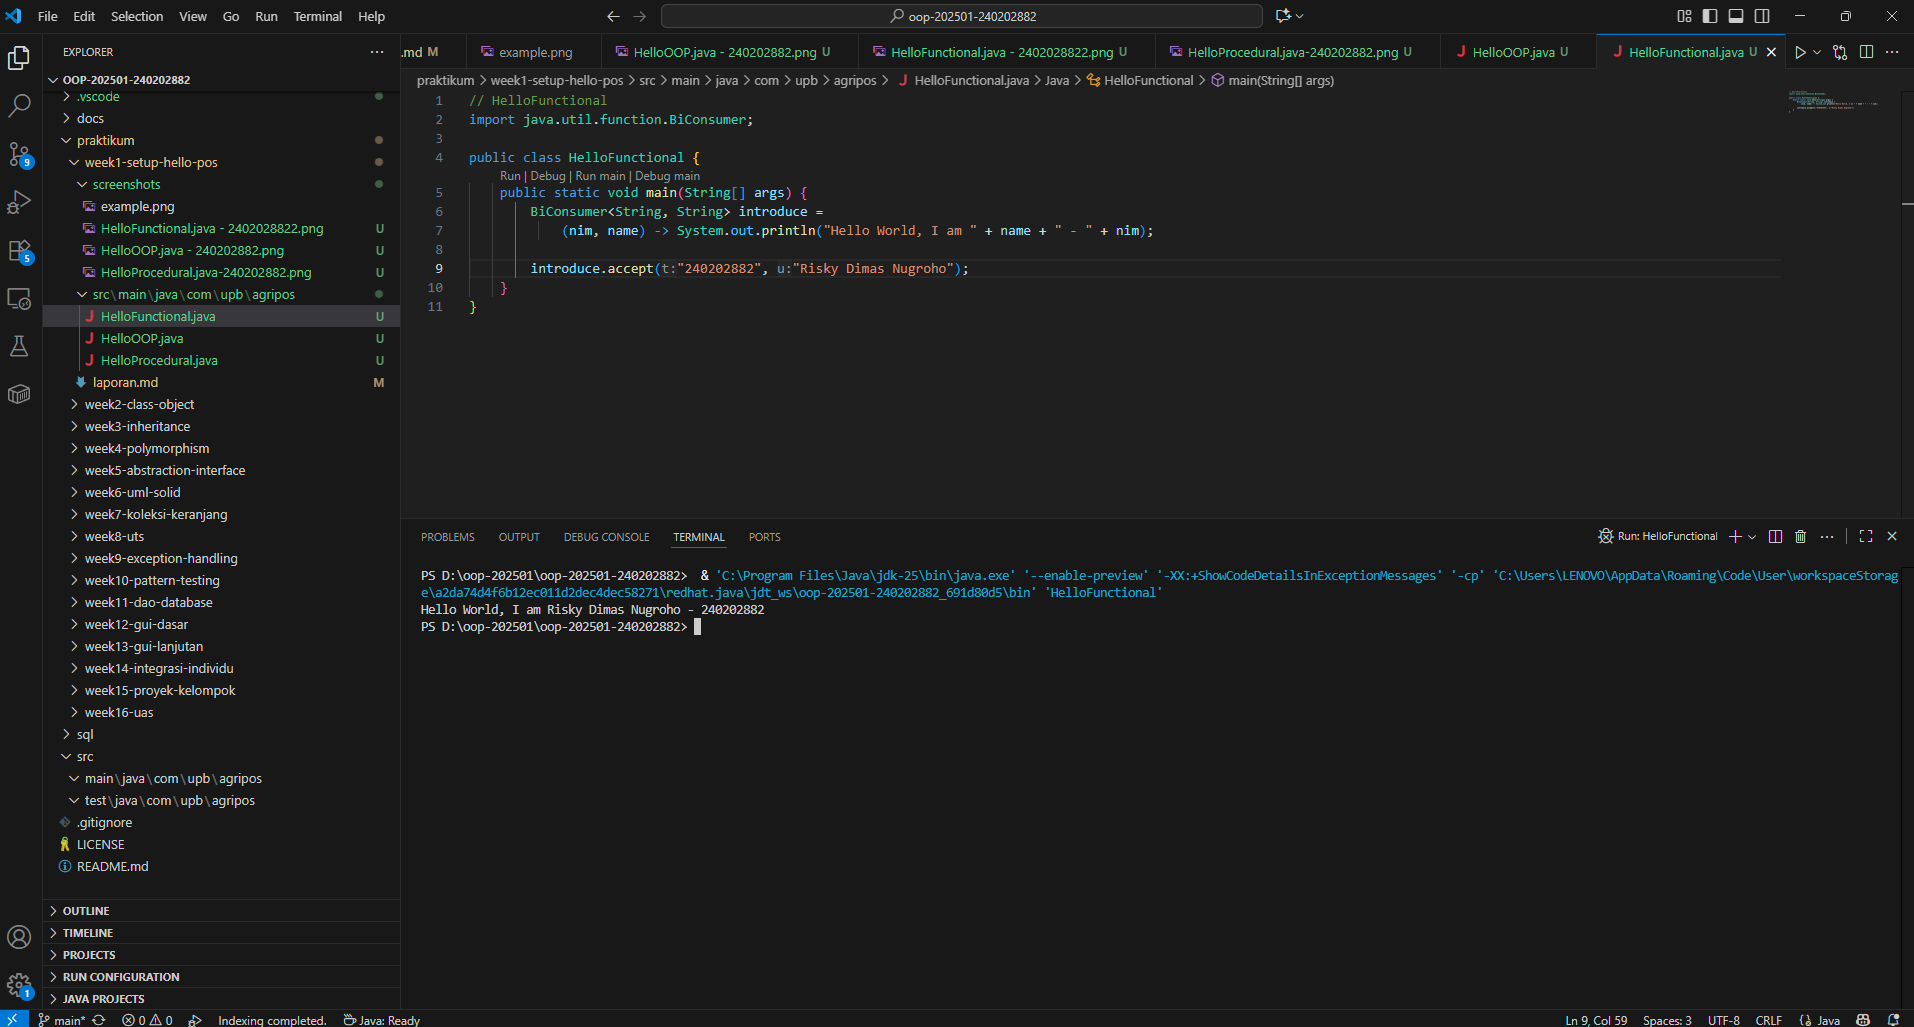 File Edit Selection View Go Run Terminal Help
oop-202501-240202882
EXPLORER
OOP-202501-240202882
.vscode
docs
praktikum
week1-setup-hello-pos
screenshots
example.png
HelloFunctional.java - 2402028822.png U
HelloOOP.java - 240202882.png U
HelloProcedural.java-240202882.png U
src\main\java\com\upb\agripos
HelloFunctional.java U
HelloOOP.java U
HelloProcedural.java U
laporan.md M
week2-class-object
week3-inheritance
week4-polymorphism
week5-abstraction-interface
week6-uml-solid
week7-koleksi-keranjang
week8-uts
week9-exception-handling
week10-pattern-testing
week11-dao-database
week12-gui-dasar
week13-gui-lanjutan
week14-integrasi-individu
week15-proyek-kelompok
week16-uas
sql
src
main\java\com\upb\agripos
test\java\com\upb\agripos
.gitignore
LICENSE
README.md
OUTLINE
TIMELINE
PROJECTS
RUN CONFIGURATION
JAVA PROJECTS
9
5
1
.md M example.png HelloOOP.java - 240202882.png U HelloFunctional.java - 2402028822.png U HelloProcedural.java-240202882.png U HelloOOP.java U HelloFunctional.java U
praktikum > week1-setup-hello-pos > src > main > java > com > upb > agripos > HelloFunctional.java > Java > HelloFunctional > main(String[] args)
1 // HelloFunctional
2 import java.util.function.BiConsumer;
3
4 public class HelloFunctional {
Run | Debug | Run main | Debug main
5 public static void main(String[] args) {
6 BiConsumer<String, String> introduce =
7 (nim, name) -> System.out.println("Hello World, I am " + name + " - " + nim);
8
9 introduce.accept(t:"240202882", u:"Risky Dimas Nugroho");
10 }
11 }
PROBLEMS OUTPUT DEBUG CONSOLE TERMINAL PORTS
Run: HelloFunctional
PS D:\oop-202501\oop-202501-240202882> & 'C:\Program Files\Java\jdk-25\bin\java.exe' '--enable-preview' '-XX:+ShowCodeDetailsInExceptionMessages' '-cp' 'C:\Users\LENOVO\AppData\Roaming\Code\User\workspaceStorag
e\a2da74d4f6b12ec011d2dec4dec58271\redhat.java\jdt_ws\oop-202501-240202882_691d80d5\bin' 'HelloFunctional'
Hello World, I am Risky Dimas Nugroho - 240202882
PS D:\oop-202501\oop-202501-240202882>
main* 0 0 Indexing completed. Java: Ready
Ln 9, Col 59 Spaces: 3 UTF-8 CRLF {} Java